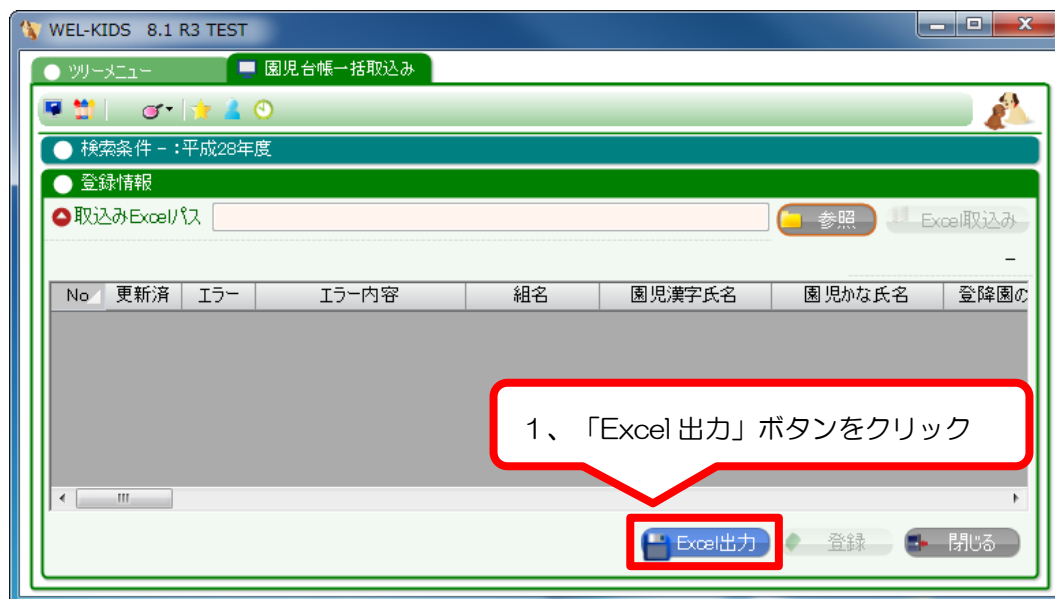 WEL-KIDS 8.1 R3 TEST
ツリーメニュー 園児台帳一括取込み
検索条件 - :平成28年度
登録情報
取込みExcelパス 参照 Excel取込み
-
No 更新済 エラー エラー内容 組名 園児漢字氏名 園児かな氏名 登降園の
1、「Excel 出力」ボタンをクリック
Excel出力 登録 閉じる